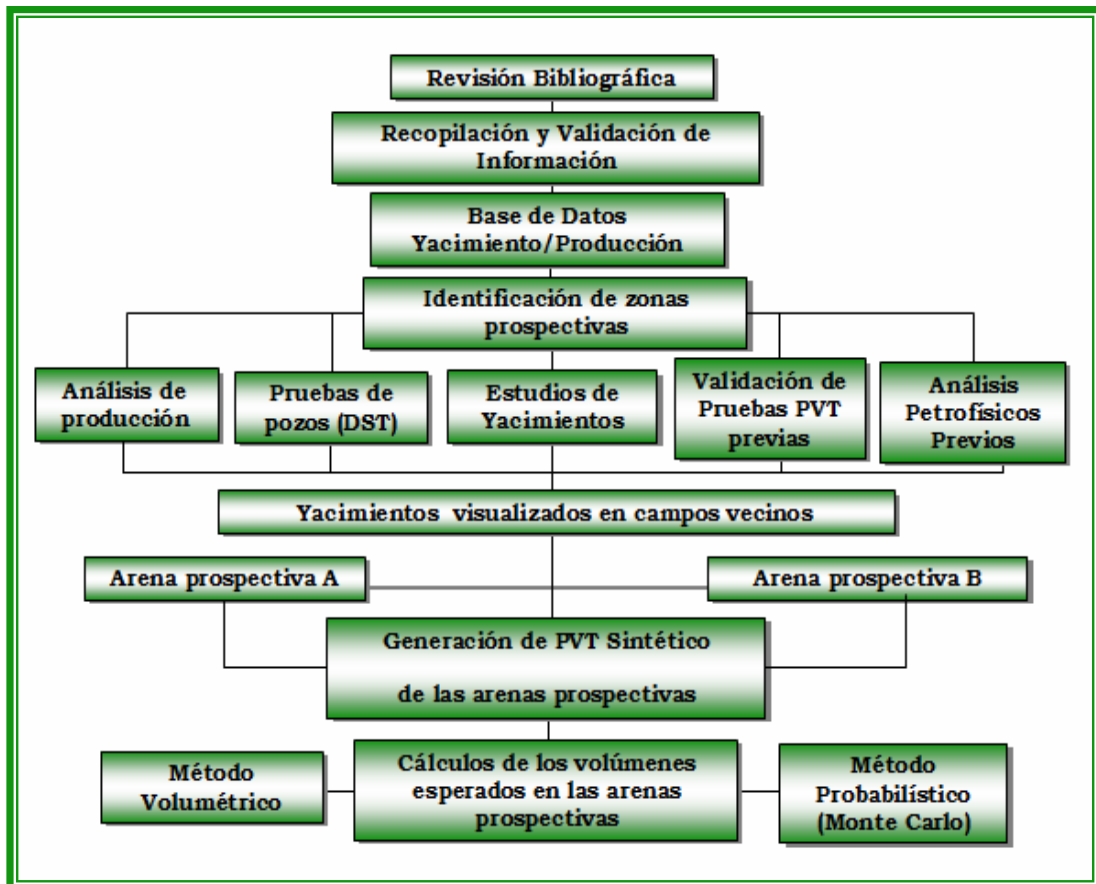 Revisión Bibliográfica
Recopilación y Validación de
Información
Base de Datos
Yacimiento/Producción
Identificación de zonas
prospectivas
Análisis de
producción
Pruebas de
pozos (DST)
Estudios de
Yacimientos
Validación de
Pruebas PVT
previas
Análisis
Petrofísicos
Previos
Yacimientos visualizados en campos vecinos
Arena prospectiva A
Arena prospectiva B
Generación de PVT Sintético
de las arenas prospectivas
Método
Volumétrico
Cálculos de los volúmenes
esperados en las arenas
prospectivas
Método
Probabilístico
(Monte Carlo)